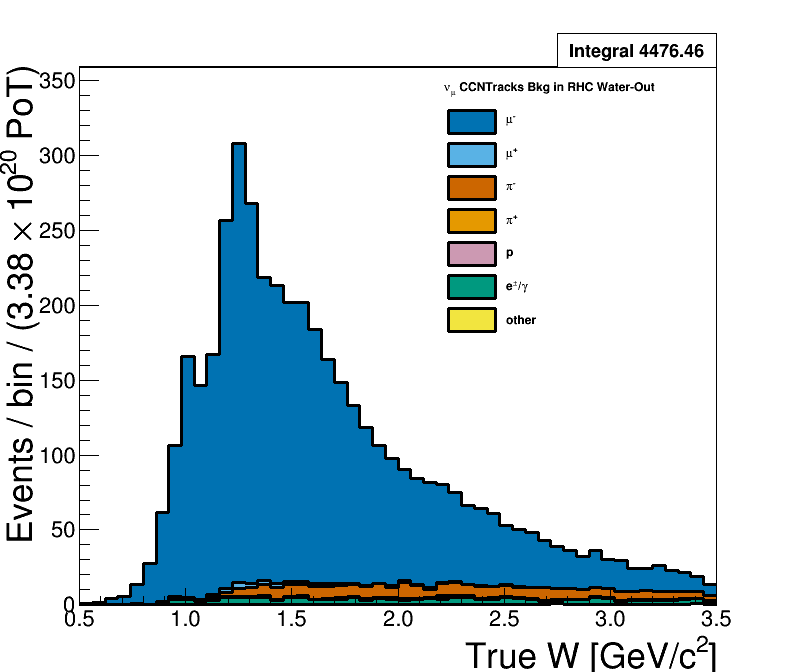 Integral 4476.46
ν_μ CCNTracks Bkg in RHC Water-Out
μ⁻
μ⁺
π⁻
π⁺
p
e^±/γ
other
Events / bin / (3.38 × 10²⁰ PoT)
350
300
250
200
150
100
50
0
0.5 1.0 1.5 2.0 2.5 3.0 3.5
True W [GeV/c²]